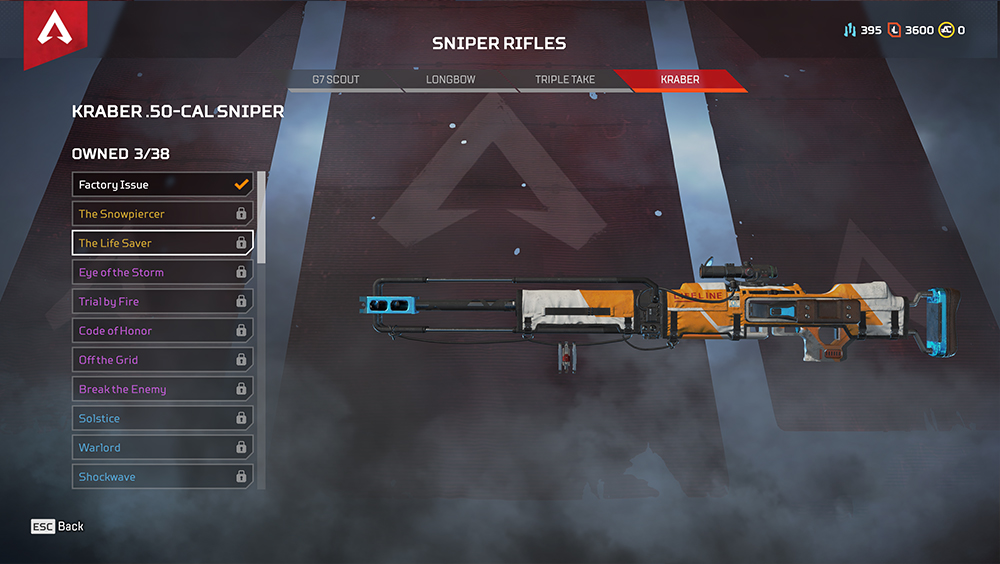 SNIPER RIFLES
395 3600 0
G7 SCOUT LONGBOW TRIPLE TAKE KRABER
KRABER .50-CAL SNIPER
OWNED 3/38
Factory Issue
The Snowpiercer
The Life Saver
Eye of the Storm
Trial by Fire
Code of Honor
Off the Grid
Break the Enemy
Solstice
Warlord
Shockwave
LIFELINE
ESC Back